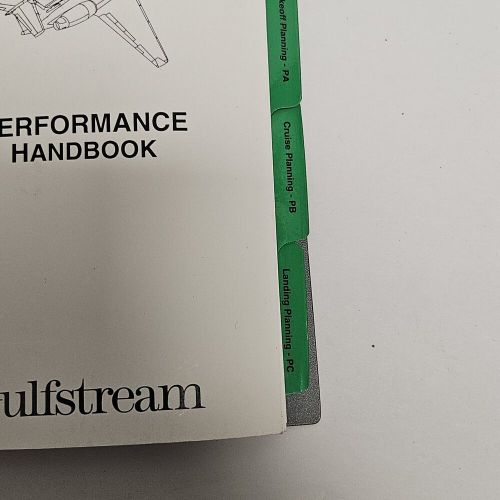 ERFORMANCE
HANDBOOK
ulfstream
keoff Planning - PA
Cruise Planning - PB
Landing Planning - PC